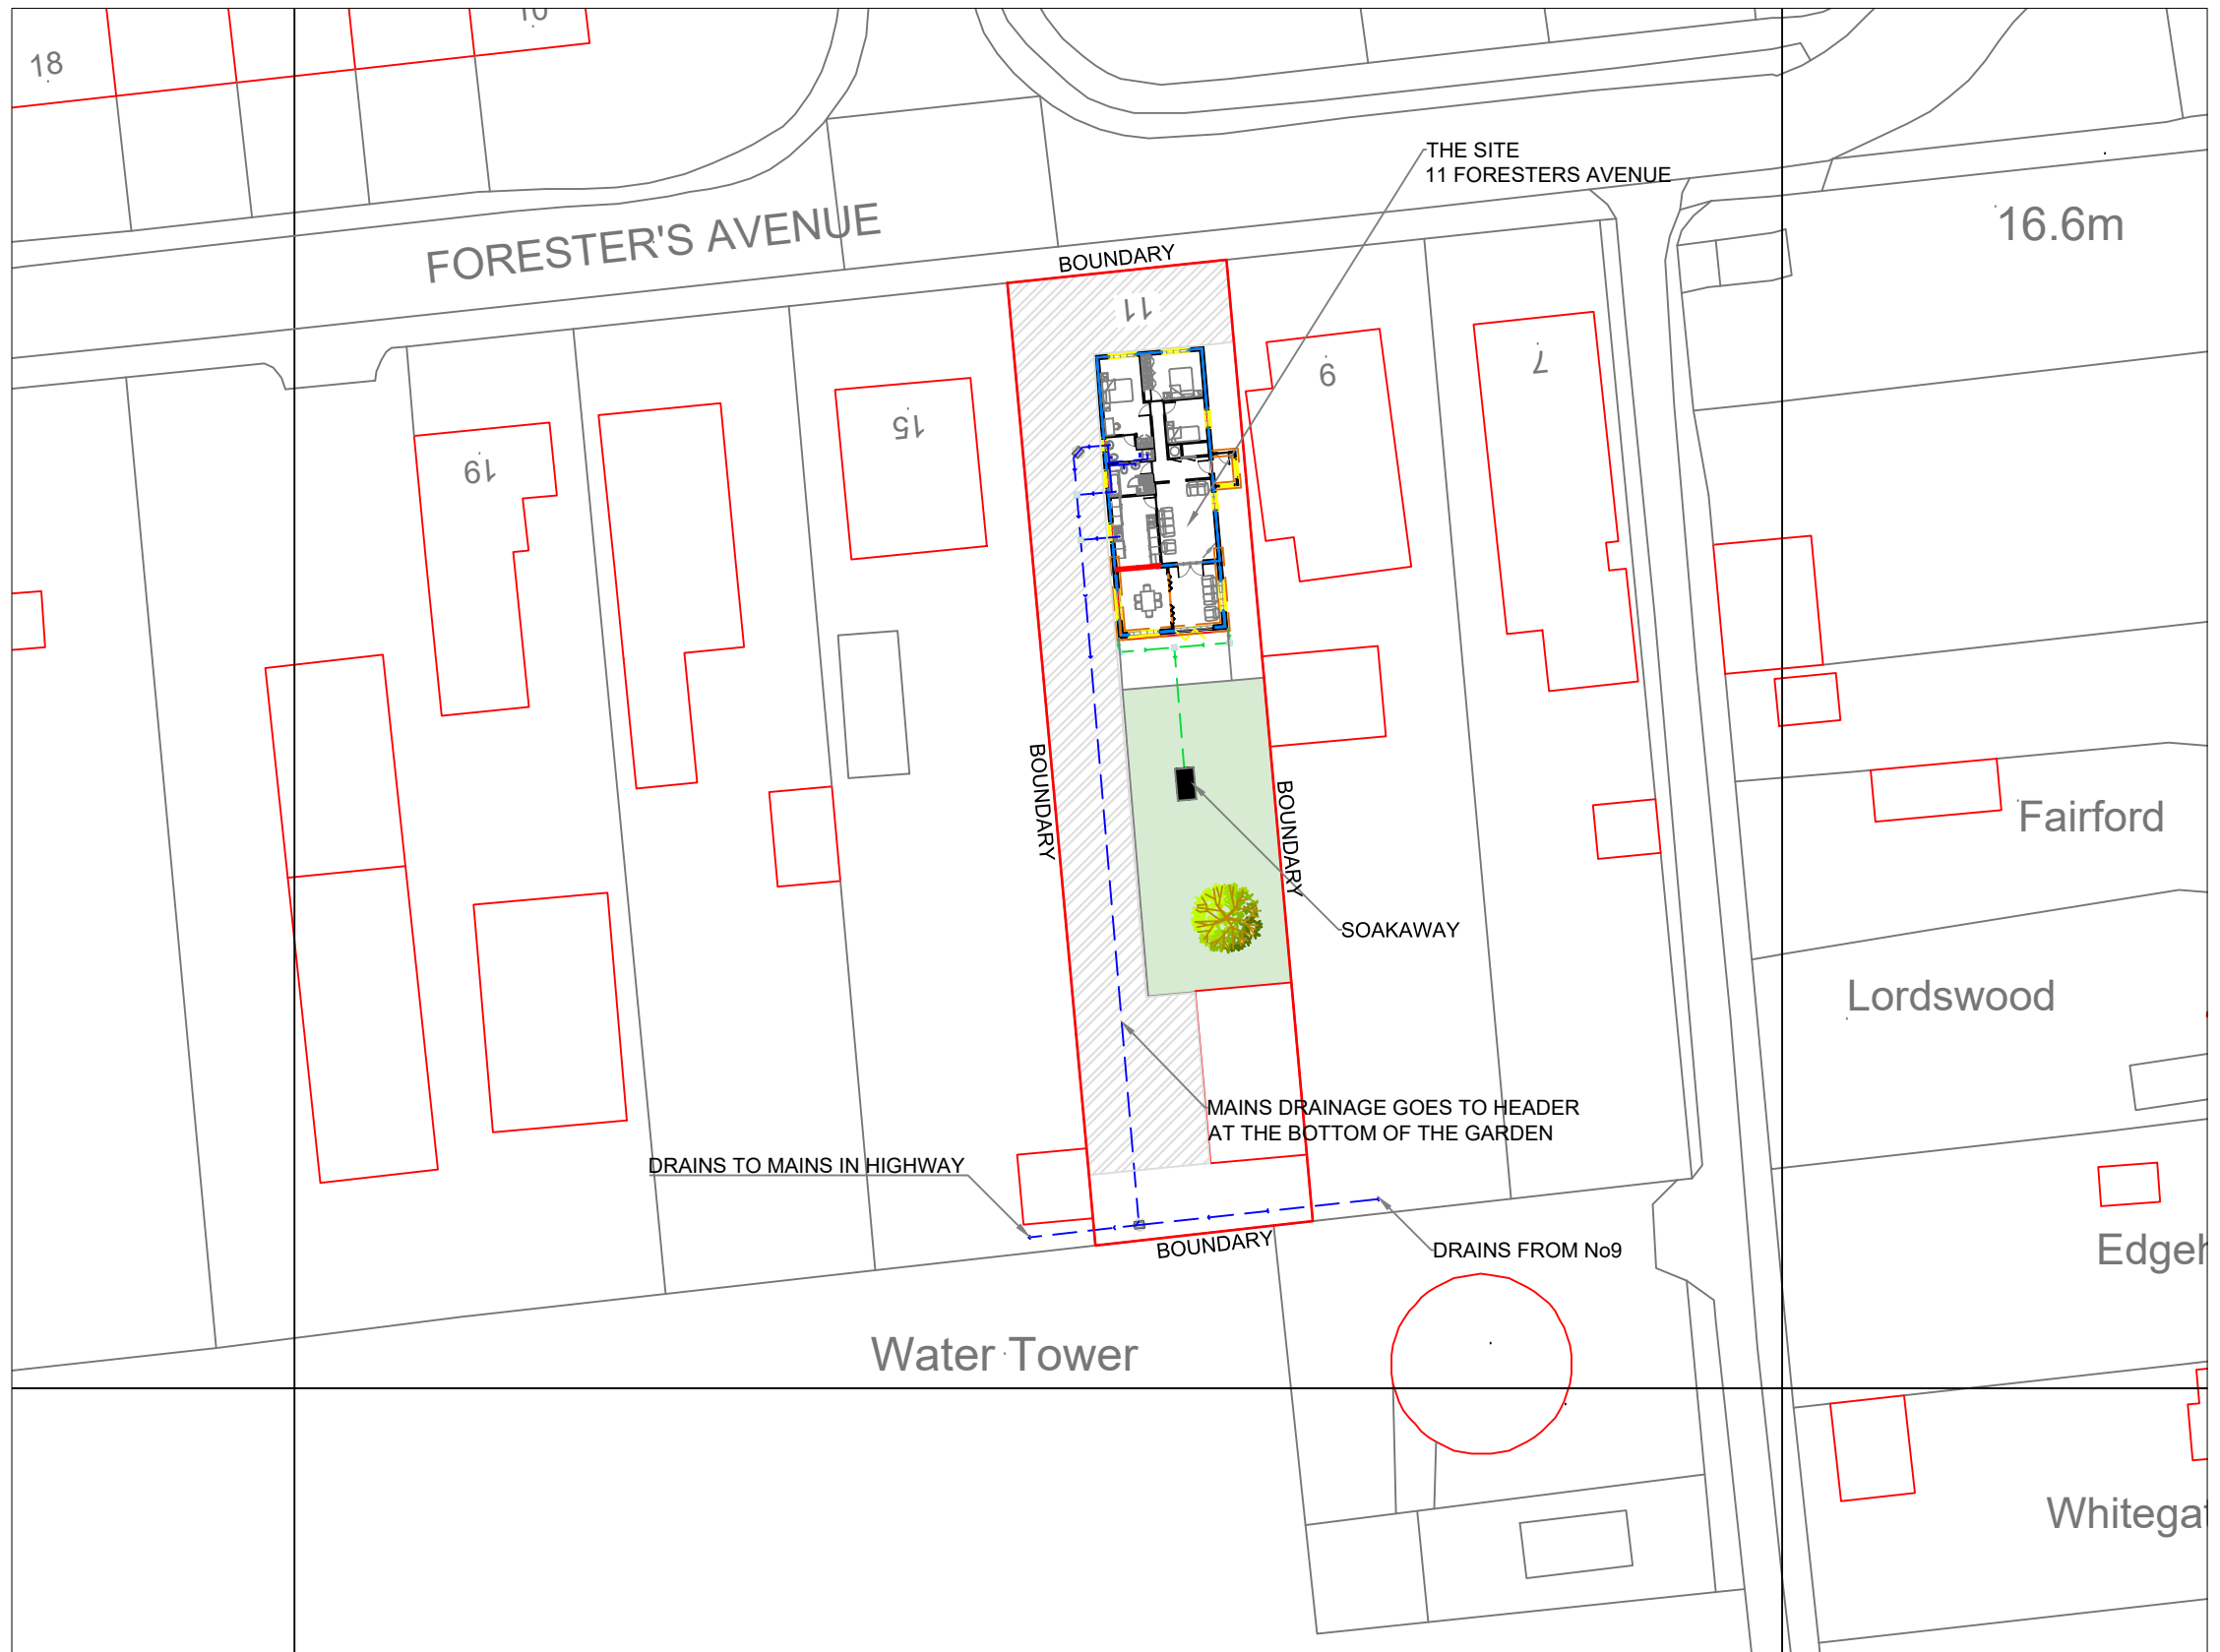 18
THE SITE
11 FORESTERS AVENUE
FORESTER'S AVENUE
16.6m
BOUNDARY
11
9
7
15
19
BOUNDARY
BOUNDARY
Fairford
SOAKAWAY
Lordswood
MAINS DRAINAGE GOES TO HEADER
AT THE BOTTOM OF THE GARDEN
DRAINS TO MAINS IN HIGHWAY
BOUNDARY
DRAINS FROM No9
Water Tower